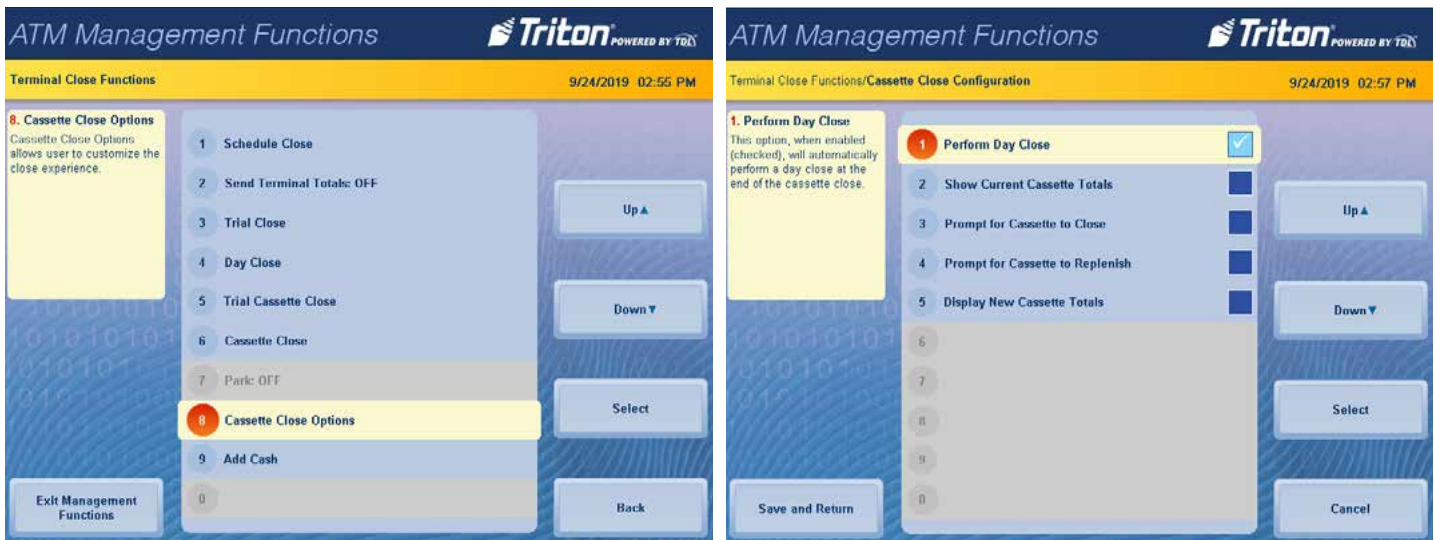 ATM Management Functions
Triton POWERED BY TDL
Terminal Close Functions
9/24/2019 02:55 PM
8. Cassette Close Options
Cassette Close Options
allows user to customize the
close experience.
1 Schedule Close
2 Send Terminal Totals: OFF
3 Trial Close
4 Day Close
5 Trial Cassette Close
6 Cassette Close
7 Park: OFF
8 Cassette Close Options
9 Add Cash
0
Up▲
Down▼
Select
Back
Exit Management
Functions
ATM Management Functions
Triton POWERED BY TDL
Terminal Close Functions/Cassette Close Configuration
9/24/2019 02:57 PM
1. Perform Day Close
This option, when enabled
(checked), will automatically
perform a day close at the
end of the cassette close.
1 Perform Day Close
2 Show Current Cassette Totals
3 Prompt for Cassette to Close
4 Prompt for Cassette to Replenish
5 Display New Cassette Totals
6
7
8
9
0
Up▲
Down▼
Select
Cancel
Save and Return